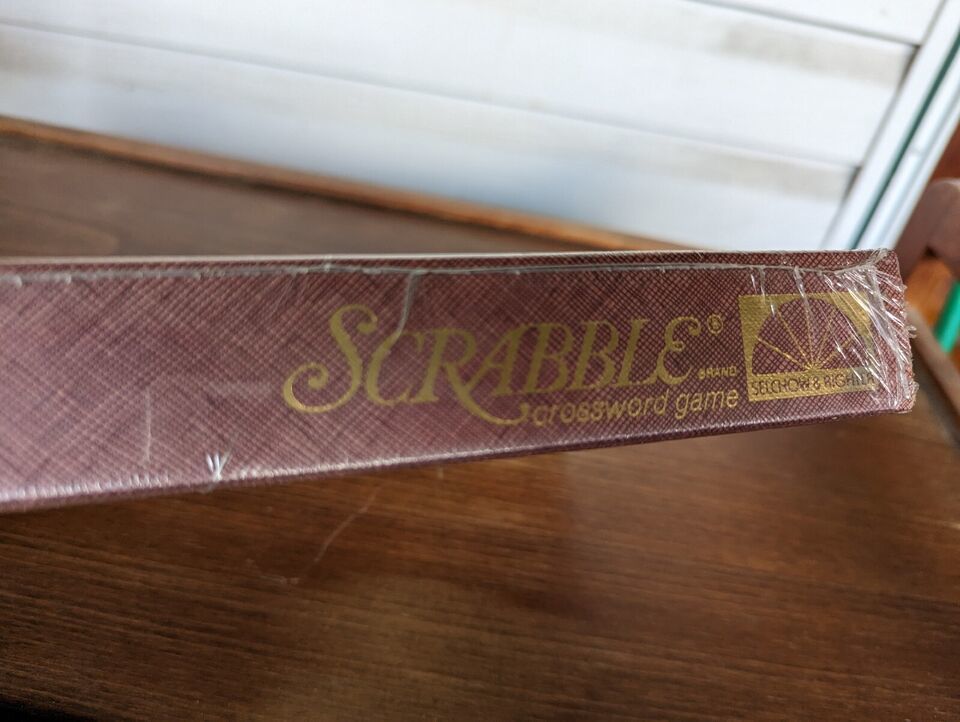 SCRABBLE®
BRAND
crossword game
SELCHOW & RIGHTER